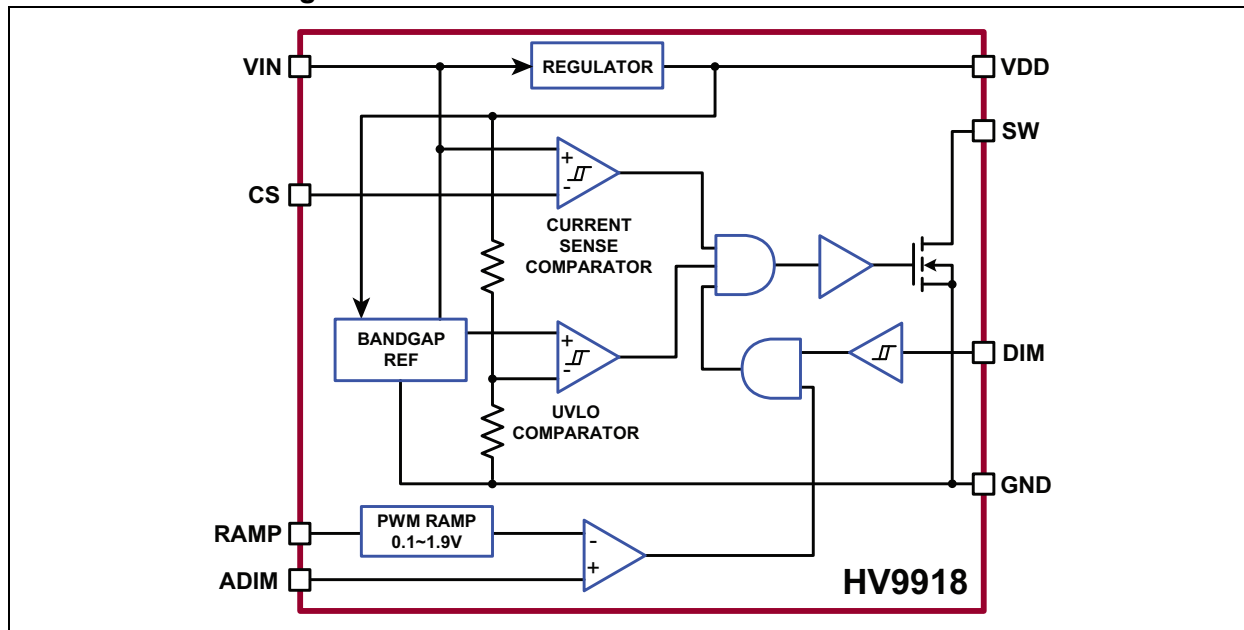 VIN
REGULATOR
VDD
SW
+
-
CS
CURRENT
SENSE
COMPARATOR
BANDGAP
REF
+
-
DIM
UVLO
COMPARATOR
GND
RAMP
PWM RAMP
0.1~1.9V
-
+
ADIM
HV9918